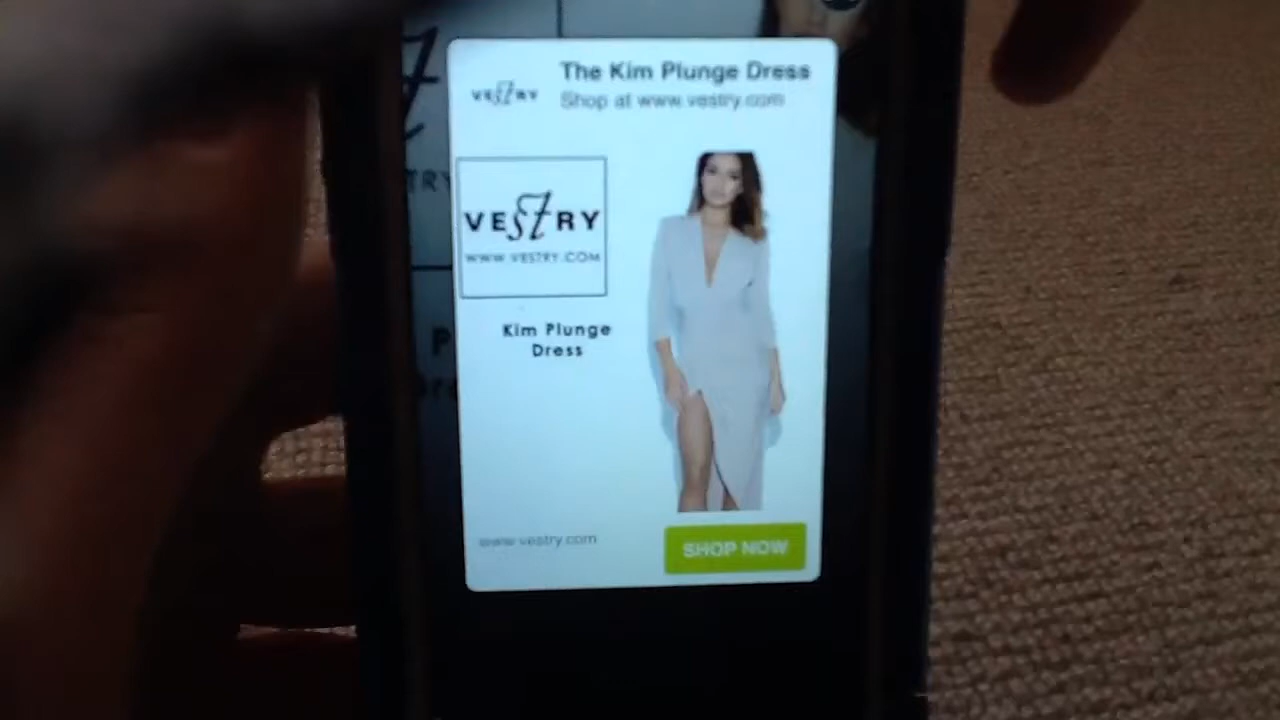 The Kim Plunge Dress
VESTRY
Shop at www.vestry.com
VESTRY
WWW.VESTRY.COM
Kim Plunge
Dress
www.vestry.com
SHOP NOW
TRY